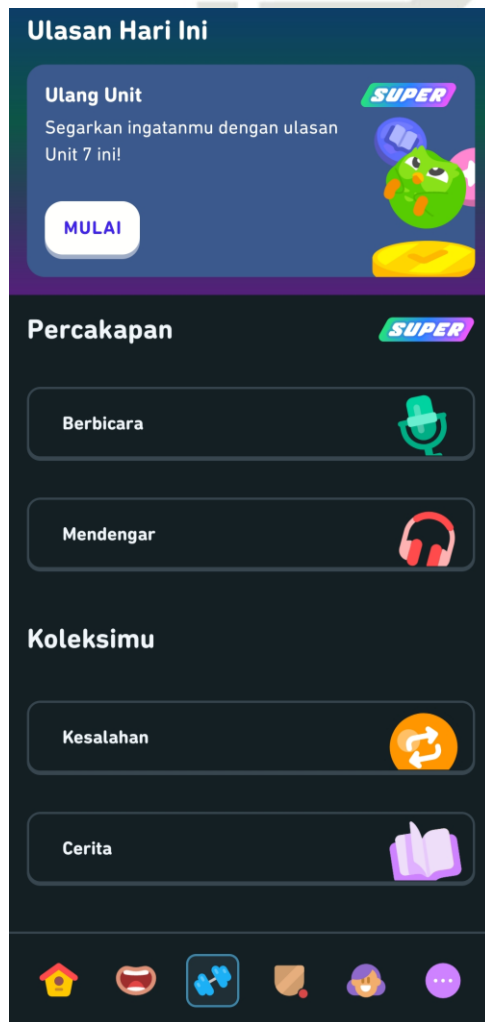 Ulasan Hari Ini
Ulang Unit
SUPER
Segarkan ingatanmu dengan ulasan
Unit 7 ini!
MULAI
Percakapan
SUPER
Berbicara
Mendengar
Koleksimu
Kesalahan
Cerita